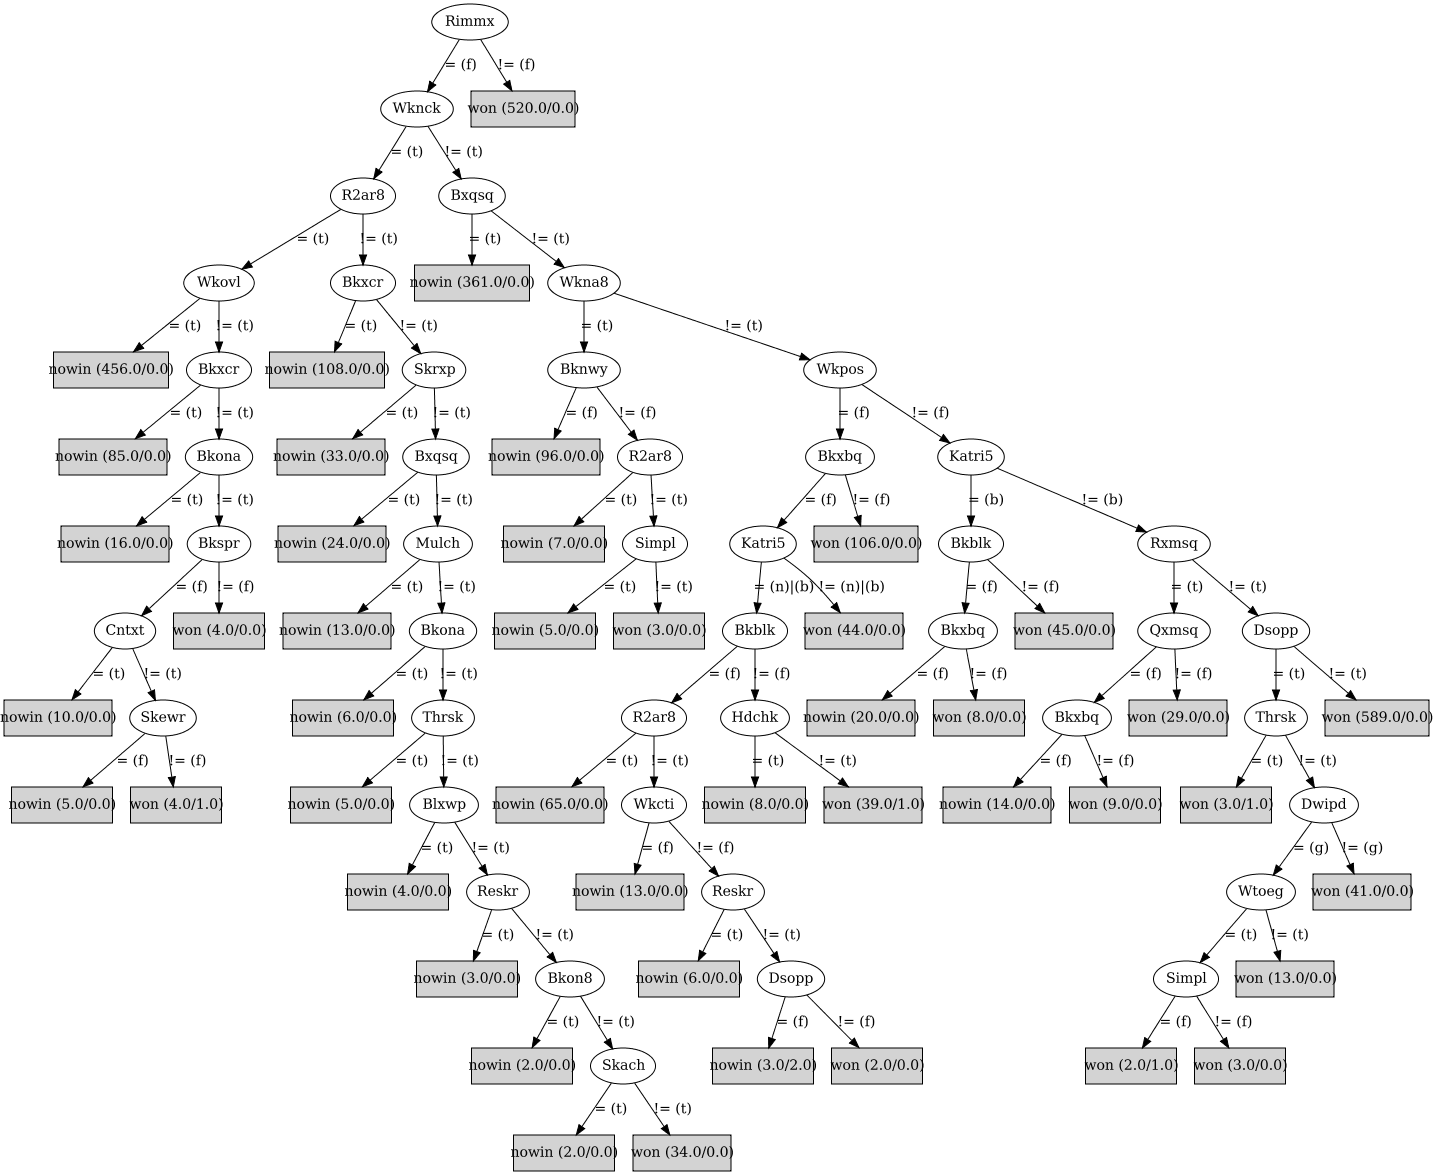 Rimmx
= (f) != (f)
Wknck won (520.0/0.0)
= (t) != (t)
R2ar8 Bxqsq
= (t) != (t) = (t) != (t)
Wkovl Bkxcr nowin (361.0/0.0) Wkna8
= (t) != (t) = (t) != (t) = (t) != (t)
nowin (456.0/0.0) Bkxcr nowin (108.0/0.0) Skrxp Bknwy Wkpos
= (t) != (t) = (t) != (t) = (f) != (f) = (f) != (f)
nowin (85.0/0.0) Bkona nowin (33.0/0.0) Bxqsq nowin (96.0/0.0) R2ar8 Bkxbq Katri5
= (t) != (t) = (t) != (t) = (t) != (t) = (f) != (f) = (b) != (b)
nowin (16.0/0.0) Bkspr nowin (24.0/0.0) Mulch nowin (7.0/0.0) Simpl Katri5 won (106.0/0.0) Bkblk Rxmsq
= (f) != (f) = (t) != (t) = (t) != (t) = (n)|(b) != (n)|(b) = (f) != (f) = (t) != (t)
Cntxt won (4.0/0.0) nowin (13.0/0.0) Bkona nowin (5.0/0.0) won (3.0/0.0) Bkblk won (44.0/0.0) Bkxbq won (45.0/0.0) Qxmsq Dsopp
= (t) != (t) = (t) != (t) = (f) != (f) = (f) != (f) = (f) != (f) = (t) != (t)
nowin (10.0/0.0) Skewr nowin (6.0/0.0) Thrsk R2ar8 Hdchk nowin (20.0/0.0) won (8.0/0.0) Bkxbq won (29.0/0.0) Thrsk won (589.0/0.0)
= (f) != (f) = (t) != (t) = (t) != (t) = (t) != (t) = (f) != (f) = (t) != (t)
nowin (5.0/0.0) won (4.0/1.0) nowin (5.0/0.0) Blxwp nowin (65.0/0.0) Wkcti nowin (8.0/0.0) won (39.0/1.0) nowin (14.0/0.0) won (9.0/0.0) won (3.0/1.0) Dwipd
= (t) != (t) = (f) != (f) = (g) != (g)
nowin (4.0/0.0) Reskr nowin (13.0/0.0) Reskr Wtoeg won (41.0/0.0)
= (t) != (t) = (t) != (t) = (t) != (t)
nowin (3.0/0.0) Bkon8 nowin (6.0/0.0) Dsopp Simpl won (13.0/0.0)
= (t) != (t) = (f) != (f) = (f) != (f)
nowin (2.0/0.0) Skach nowin (3.0/2.0) won (2.0/0.0) won (2.0/1.0) won (3.0/0.0)
= (t) != (t)
nowin (2.0/0.0) won (34.0/0.0)